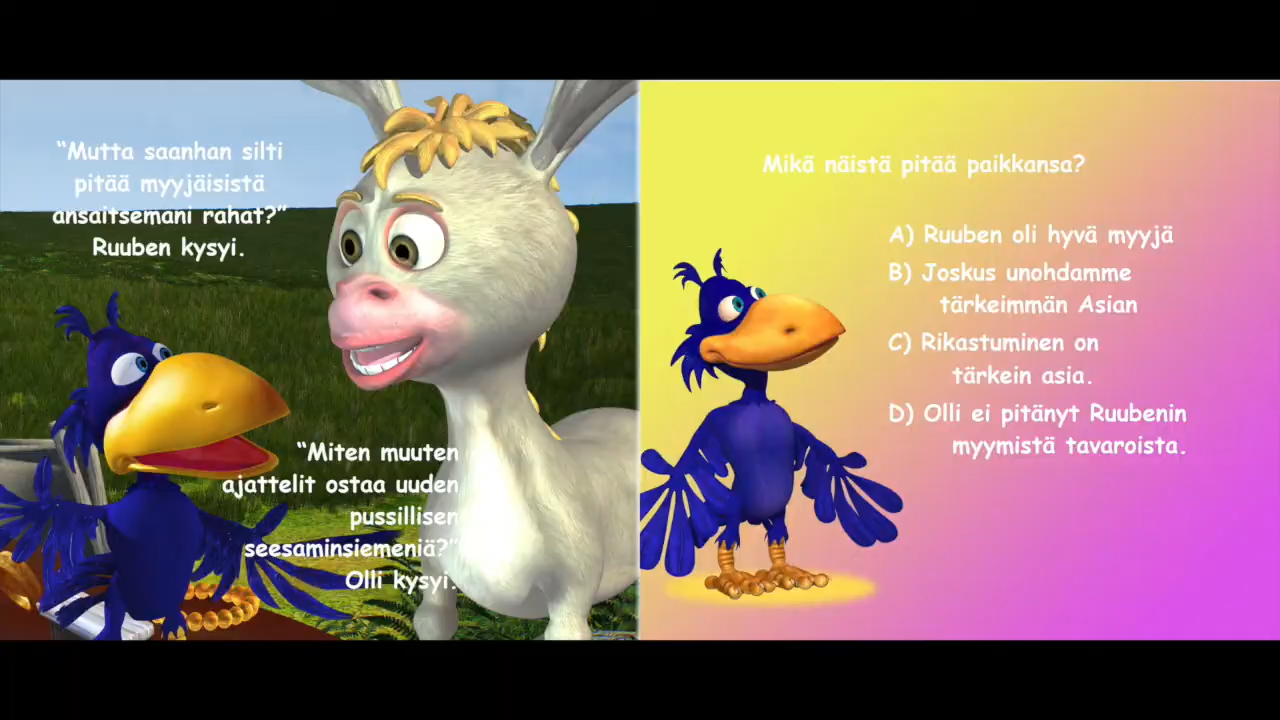 “Mutta saanhan silti
pitää myyjäisistä
ansaitsemani rahat?”
Ruuben kysyi.
“Miten muuten
ajattelit ostaa uuden
pussillisen
seesaminsiemeniä?”
Olli kysyi.
Mikä näistä pitää paikkansa?
A) Ruuben oli hyvä myyjä
B) Joskus unohdamme
tärkeimmän Asian
C) Rikastuminen on
tärkein asia.
D) Olli ei pitänyt Ruubenin
myymistä tavaroista.